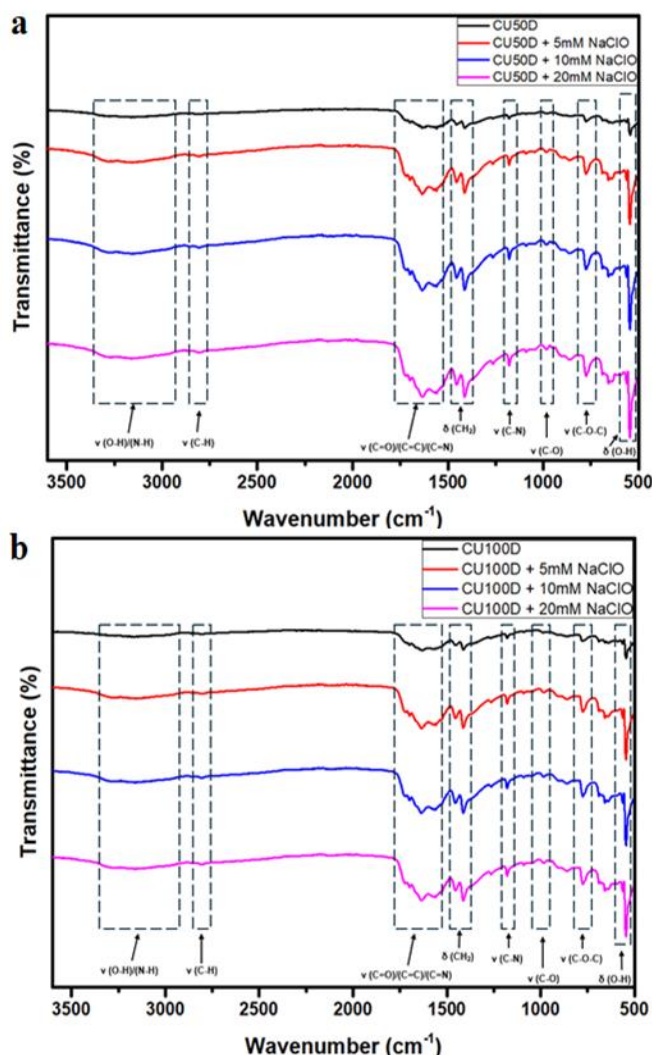 a
CU50D
CU50D + 5mM NaClO
CU50D + 10mM NaClO
CU50D + 20mM NaClO
Transmittance (%)
ν (O-H)/(N-H)
ν (C-H)
ν (C=O)/(C=C)/(C=N)
δ (CH₂)
ν (C-N)
ν (C-O)
ν (C-O-C)
δ (O-H)
3500 3000 2500 2000 1500 1000 500
Wavenumber (cm⁻¹)
b
CU100D
CU100D + 5mM NaClO
CU100D + 10mM NaClO
CU100D + 20mM NaClO
Transmittance (%)
ν (O-H)/(N-H)
ν (C-H)
ν (C=O)/(C=C)/(C=N)
δ (CH₂)
ν (C-N)
ν (C-O)
ν (C-O-C)
δ (O-H)
3500 3000 2500 2000 1500 1000 500
Wavenumber (cm⁻¹)